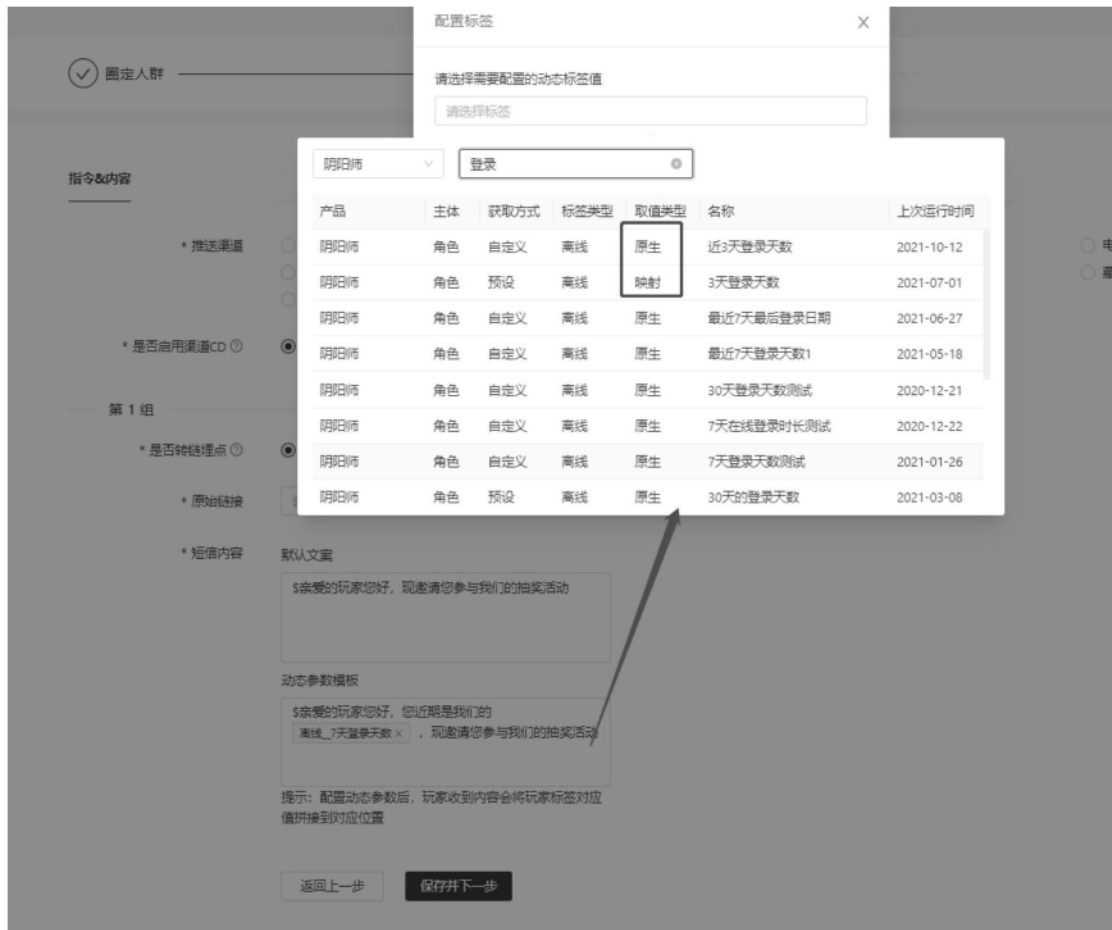 配置标签
圈定人群
请选择需要配置的动态标签值
请选择标签
阴阳师 登录
指令&内容
产品 主体 获取方式 标签类型 取值类型 名称 上次运行时间
* 推送渠道
阴阳师 角色 自定义 离线 原生 近3天登录天数 2021-10-12
阴阳师 角色 预设 离线 映射 3天登录天数 2021-07-01
阴阳师 角色 自定义 离线 原生 最近7天最后登录日期 2021-06-27
* 是否启用渠道CD
阴阳师 角色 自定义 离线 原生 最近7天登录天数1 2021-05-18
阴阳师 角色 自定义 离线 原生 30天登录天数测试 2020-12-21
第 1 组
阴阳师 角色 自定义 离线 原生 7天在线登录时长测试 2020-12-22
* 是否转链埋点
阴阳师 角色 自定义 离线 原生 7天登录天数测试 2021-01-26
* 原始链接
阴阳师 角色 预设 离线 原生 30天的登录天数 2021-03-08
* 短信内容
默认文案
$亲爱的玩家您好，现邀请您参与我们的抽奖活动
动态参数模板
$亲爱的玩家您好，您近期是我们的
离线_7天登录天数 × ，现邀请您参与我们的抽奖活动
提示：配置动态参数后，玩家收到内容会将玩家标签对应
值拼接到对应位置
返回上一步 保存并下一步